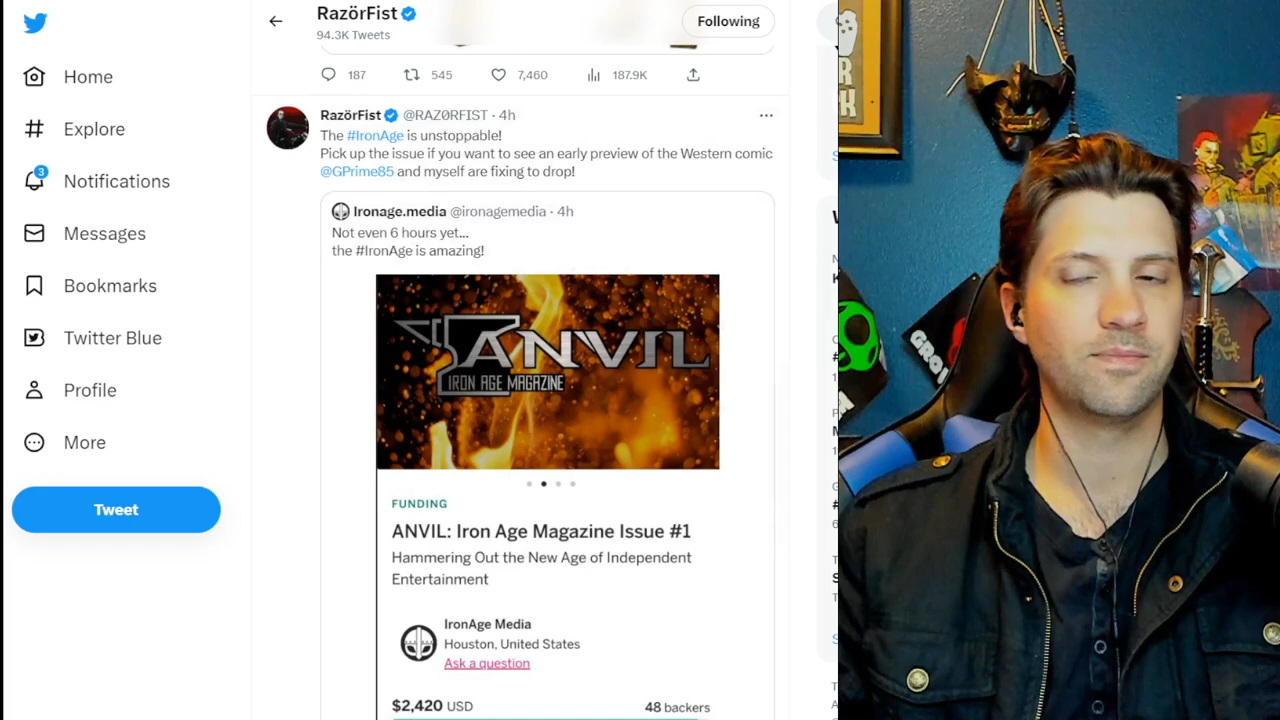 RazörFist
94.3K Tweets
Following
Home
Explore
3
Notifications
Messages
Bookmarks
Twitter Blue
Profile
More
Tweet
187
545
7,460
187.9K
RazörFist @RAZ0RFIST · 4h
The #IronAge is unstoppable!
Pick up the issue if you want to see an early preview of the Western comic
@GPrime85 and myself are fixing to drop!
Ironage.media @ironagemedia · 4h
Not even 6 hours yet...
the #IronAge is amazing!
ANVIL
IRON AGE MAGAZINE
FUNDING
ANVIL: Iron Age Magazine Issue #1
Hammering Out the New Age of Independent
Entertainment
IronAge Media
Houston, United States
Ask a question
$2,420 USD
48 backers